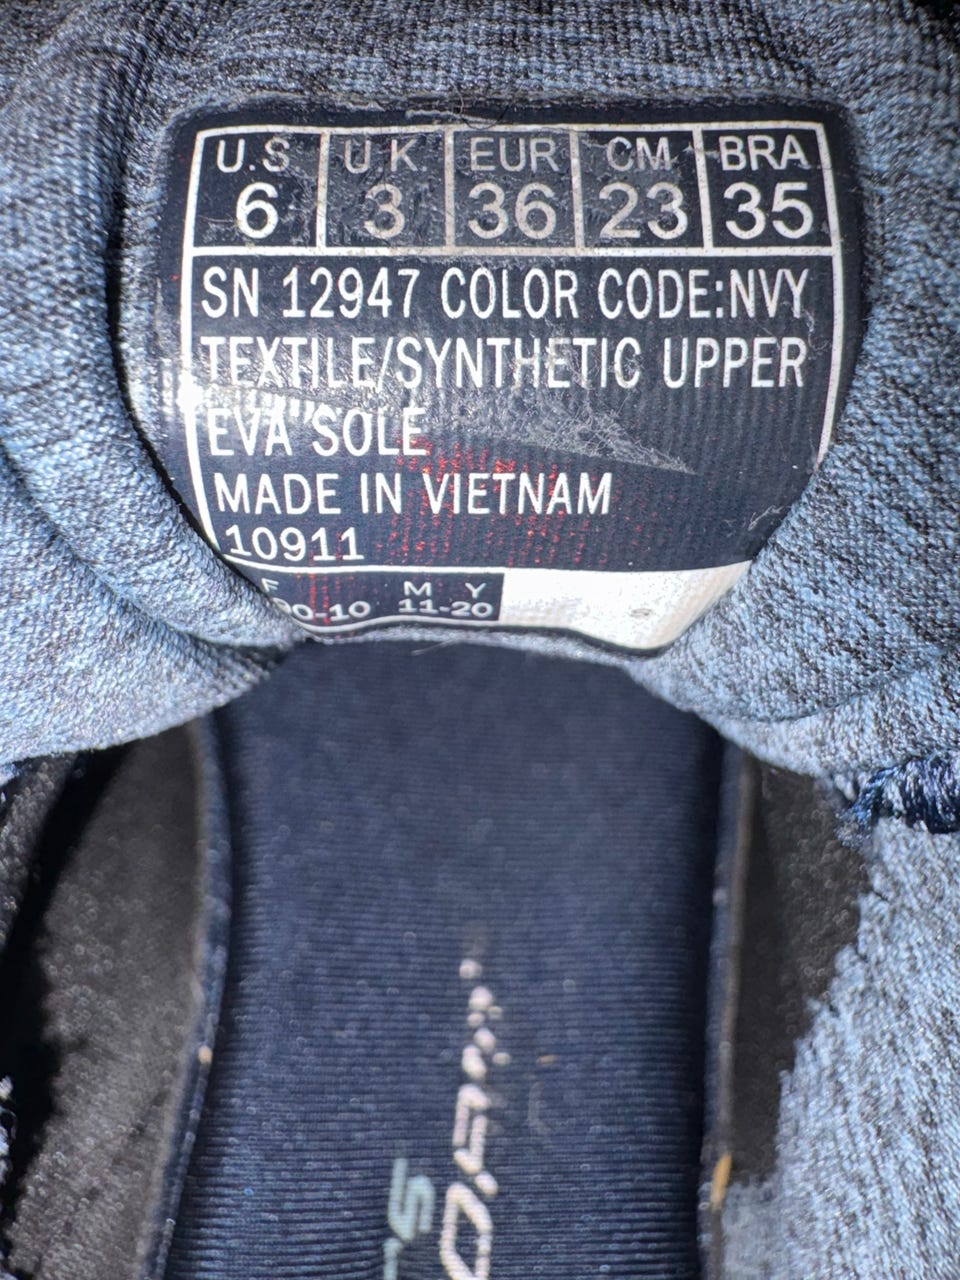 U.S U.K. EUR CM BRA
6 3 36 23 35
SN 12947 COLOR CODE:NVY
TEXTILE/SYNTHETIC UPPER
EVA SOLE
MADE IN VIETNAM
10911
F M Y
11-20